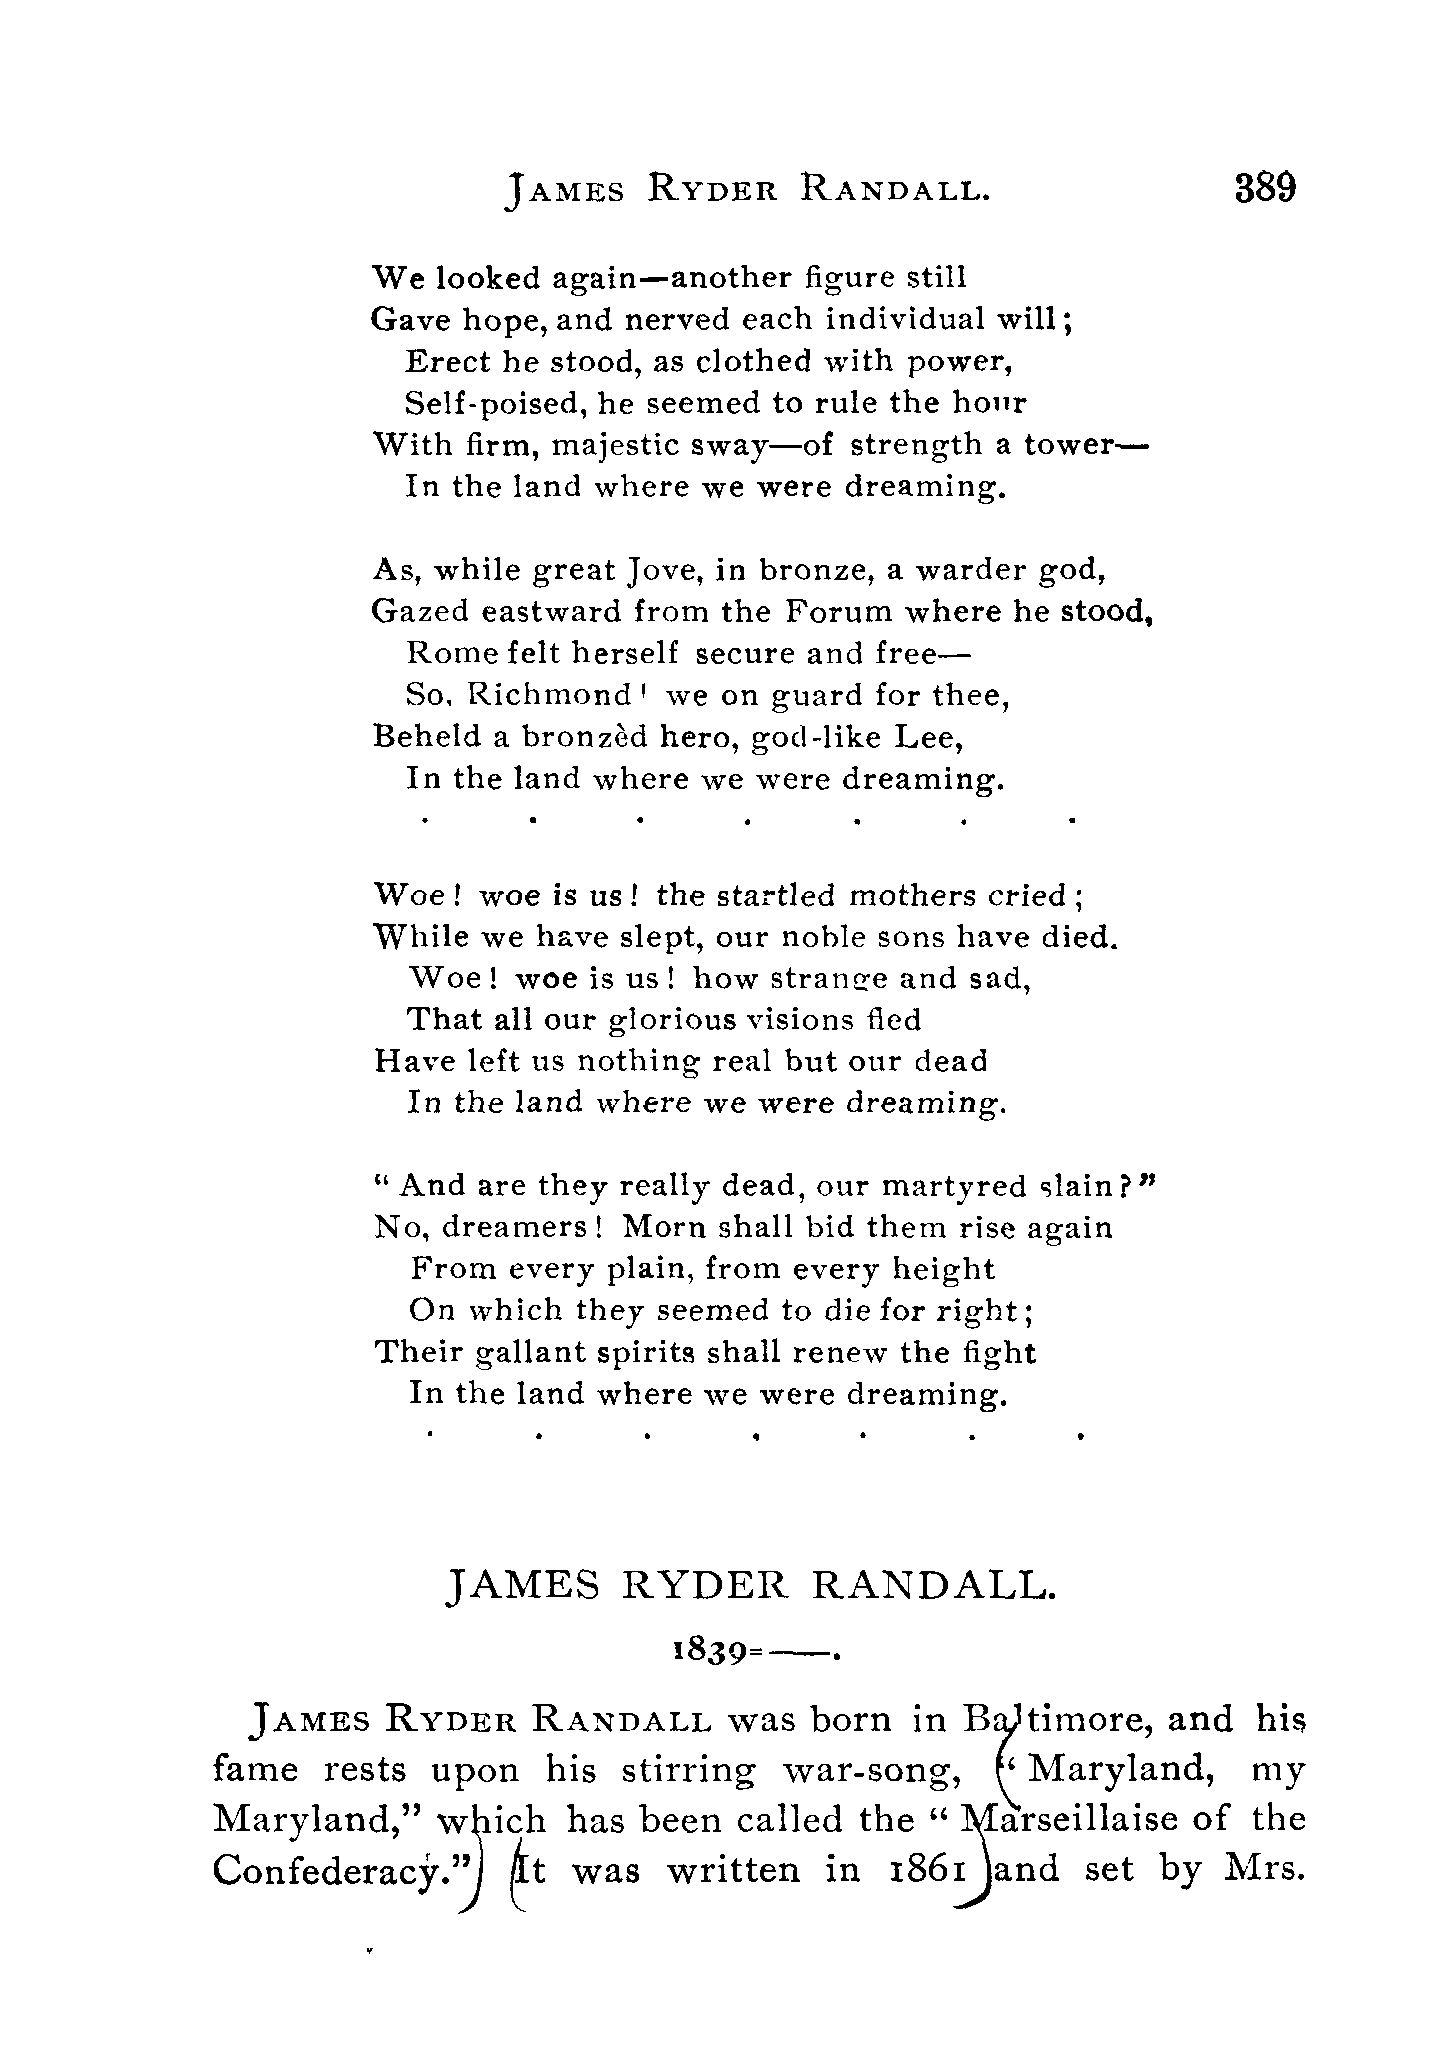 JAMES RYDER RANDALL. 389
We looked again—another figure still
Gave hope, and nerved each individual will;
Erect he stood, as clothed with power,
Self-poised, he seemed to rule the hour
With firm, majestic sway—of strength a tower—
In the land where we were dreaming.
As, while great Jove, in bronze, a warder god,
Gazed eastward from the Forum where he stood,
Rome felt herself secure and free—
So, Richmond! we on guard for thee,
Beheld a bronzèd hero, god-like Lee,
In the land where we were dreaming.
. . . . . . .
Woe! woe is us! the startled mothers cried;
While we have slept, our noble sons have died.
Woe! woe is us! how strange and sad,
That all our glorious visions fled
Have left us nothing real but our dead
In the land where we were dreaming.
"And are they really dead, our martyred slain?"
No, dreamers! Morn shall bid them rise again
From every plain, from every height
On which they seemed to die for right;
Their gallant spirits shall renew the fight
In the land where we were dreaming.
. . . . . . .
JAMES RYDER RANDALL.
1839=——.
JAMES RYDER RANDALL was born in Baltimore, and his
fame rests upon his stirring war-song, "Maryland, my
Maryland," which has been called the "Marseillaise of the
Confederacy." It was written in 1861 and set by Mrs.